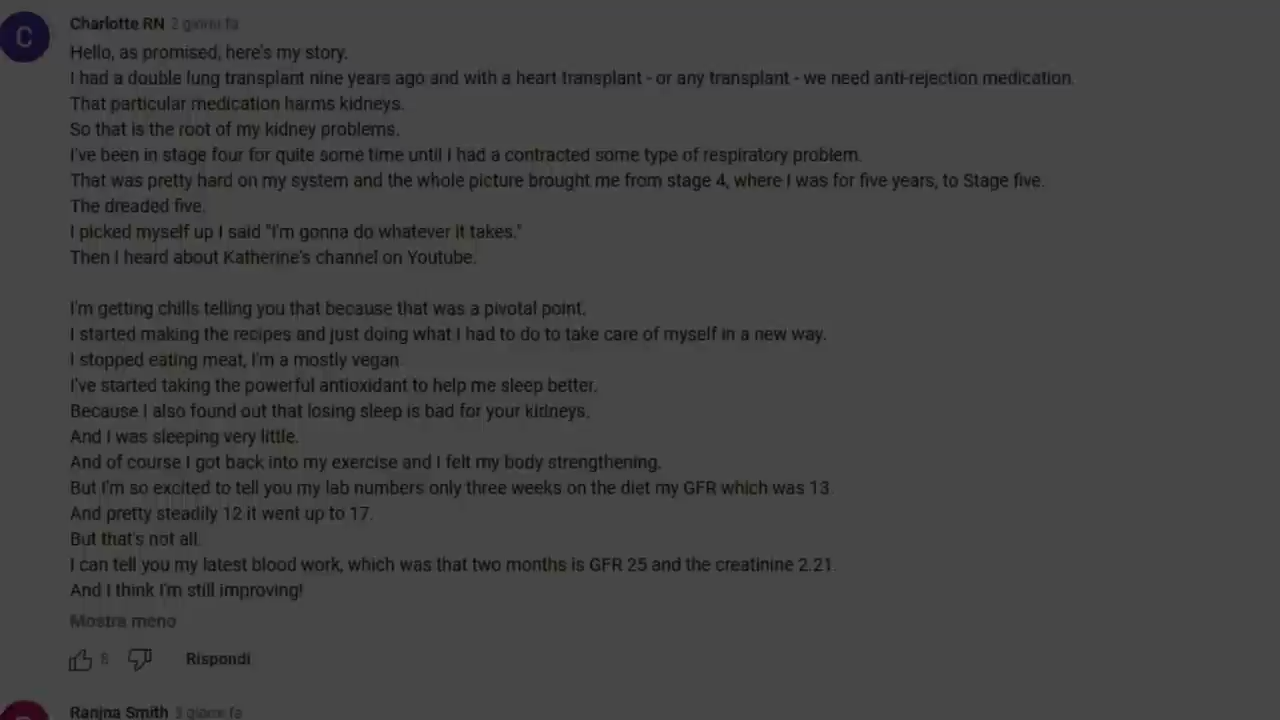 C
Charlotte RN 2 giorni fa
Hello, as promised, here's my story.
I had a double lung transplant nine years ago and with a heart transplant - or any transplant - we need anti-rejection medication.
That particular medication harms kidneys.
So that is the root of my kidney problems.
I've been in stage four for quite some time until I had a contracted some type of respiratory problem.
That was pretty hard on my system and the whole picture brought me from stage 4, where I was for five years, to Stage five.
The dreaded five.
I picked myself up I said "I'm gonna do whatever it takes."
Then I heard about Katherine's channel on Youtube.
I'm getting chills telling you that because that was a pivotal point.
I started making the recipes and just doing what I had to do to take care of myself in a new way.
I stopped eating meat, I'm a mostly vegan.
I've started taking the powerful antioxidant to help me sleep better.
Because I also found out that losing sleep is bad for your kidneys.
And I was sleeping very little.
And of course I got back into my exercise and I felt my body strengthening.
But I'm so excited to tell you my lab numbers only three weeks on the diet my GFR which was 13.
And pretty steadily 12 it went up to 17.
But that's not all.
I can tell you my latest blood work, which was that two months is GFR 25 and the creatinine 2.21.
And I think I'm still improving!
Mostra meno
8 Rispondi
Ranjna Smith 3 giorni fa